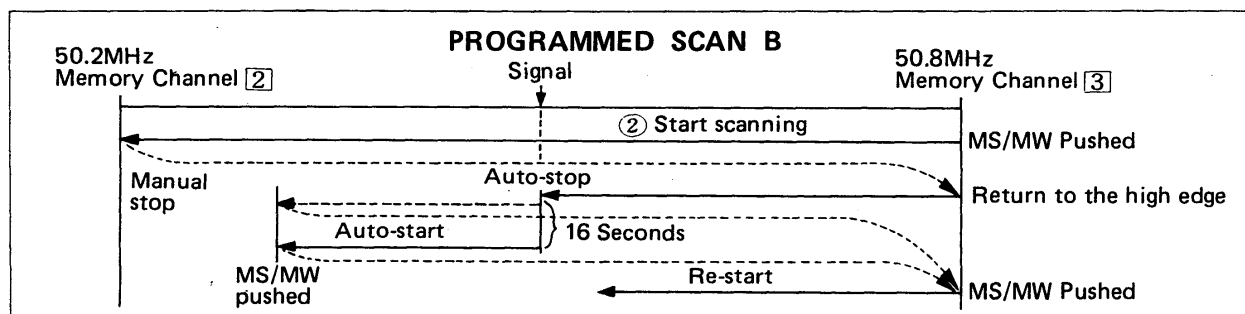 PROGRAMMED SCAN B
50.2MHz
Memory Channel 2
Signal
50.8MHz
Memory Channel 3
② Start scanning
MS/MW Pushed
Manual
stop
Auto-stop
Return to the high edge
Auto-start
16 Seconds
MS/MW
pushed
Re-start
MS/MW Pushed